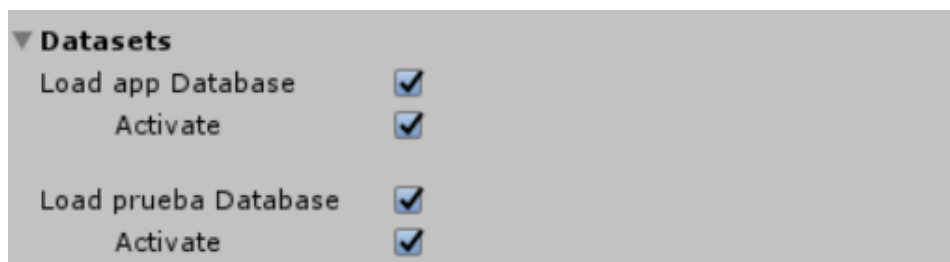 Datasets
Load app Database
Activate
Load prueba Database
Activate